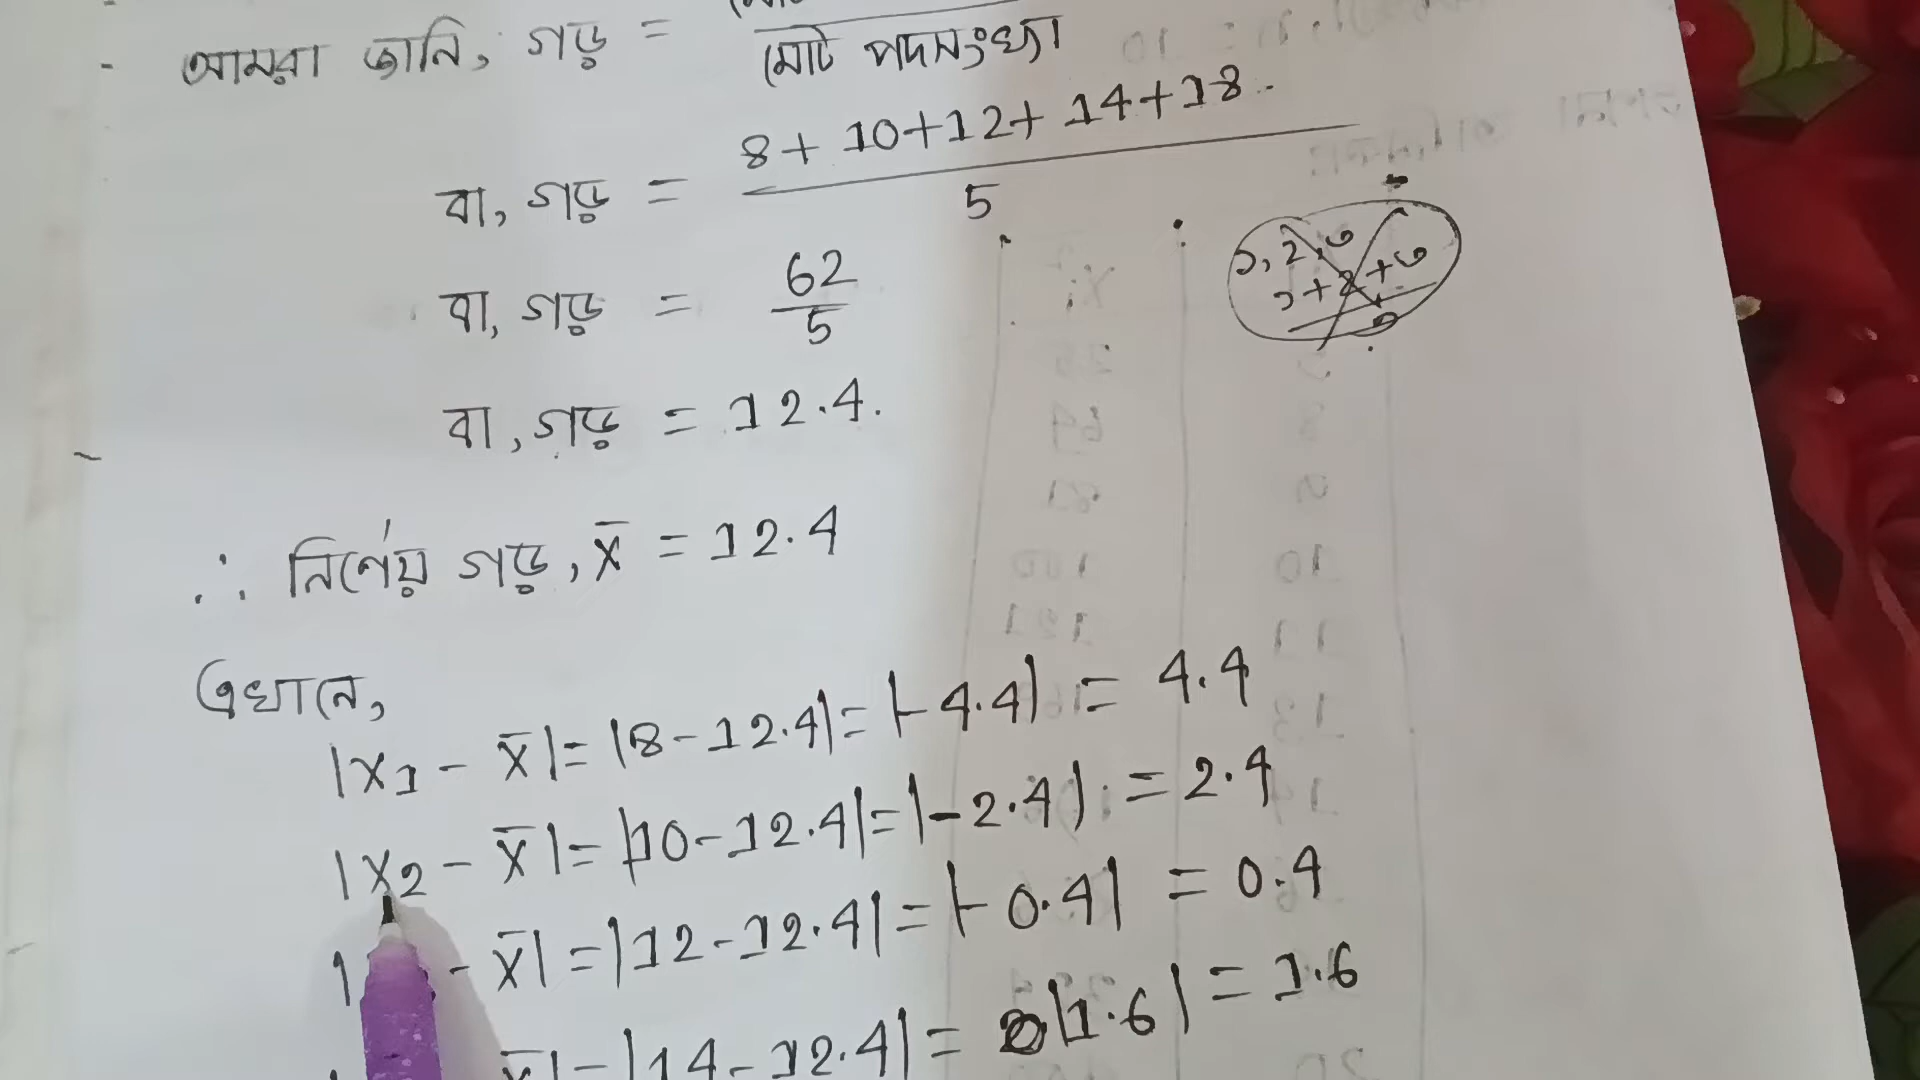 আমরা জানি, গড় =
মোট পদসংখ্যা
বা, গড় = 8 + 10 + 12 + 14 + 18
5
বা, গড় = 62
5
বা, গড় = 12.4.
∴ নির্ণেয় গড়, x̄ = 12.4
এখানে,
|x1 - x̄| = |8 - 12.4| = |-4.4| = 4.4
|x2 - x̄| = |10 - 12.4| = |-2.4| = 2.4
| - x̄| = |12 - 12.4| = |-0.4| = 0.4
x̄| = |14 - 12.4| = |1.6| = 1.6